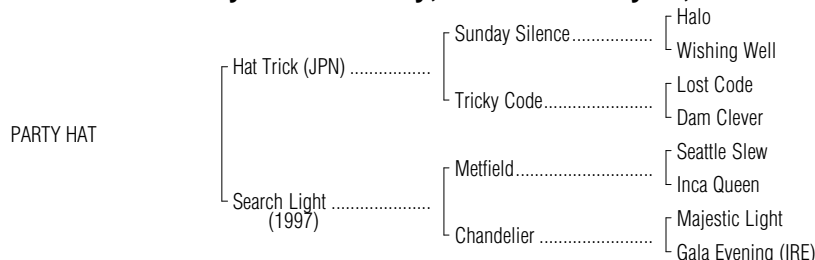 Halo
Sunday Silence.................
Wishing Well
Hat Trick (JPN) .................
Lost Code
Tricky Code.......................
Dam Clever
PARTY HAT
Seattle Slew
Metfield.............................
Inca Queen
Search Light .....................
(1997)
Majestic Light
Chandelier ........................
Gala Evening (IRE)